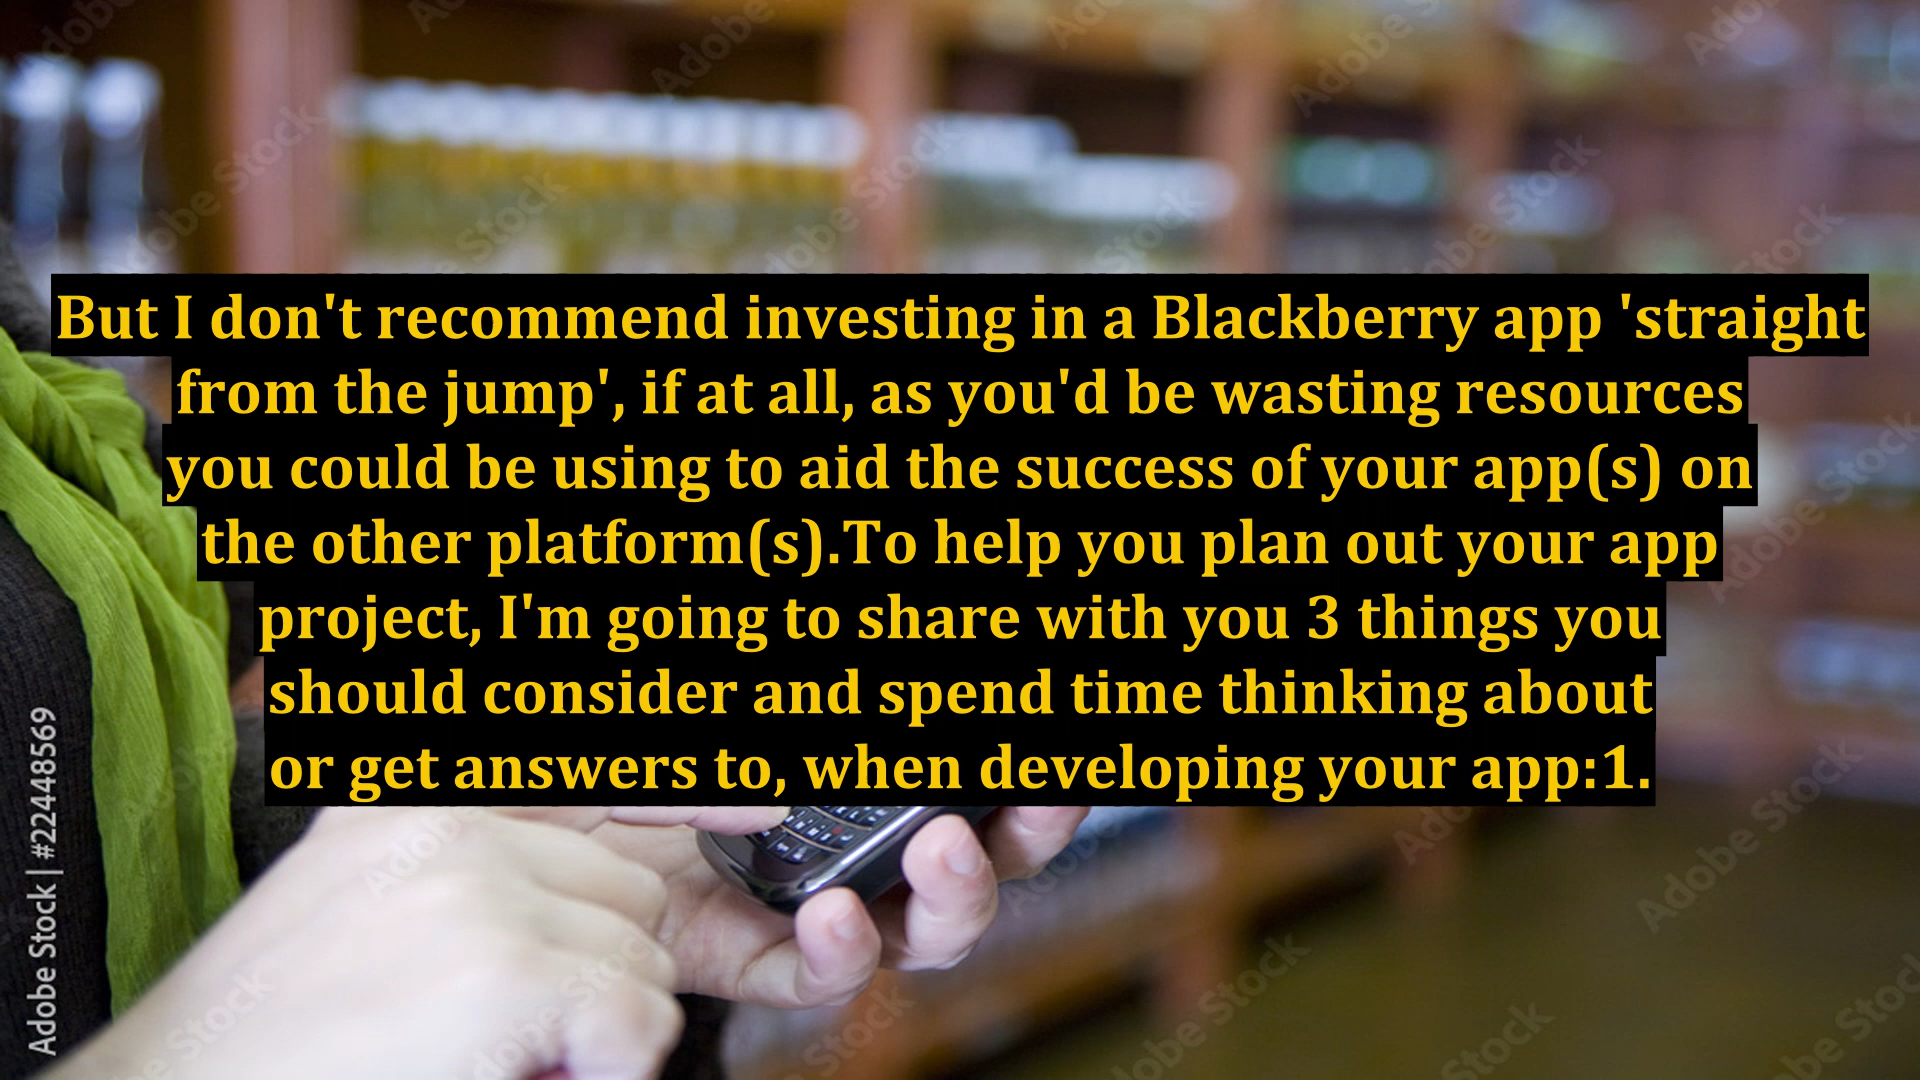 But I don't recommend investing in a Blackberry app 'straight
from the jump', if at all, as you'd be wasting resources
you could be using to aid the success of your app(s) on
the other platform(s).To help you plan out your app
project, I'm going to share with you 3 things you
should consider and spend time thinking about
or get answers to, when developing your app:1.
Adobe Stock | #22448569